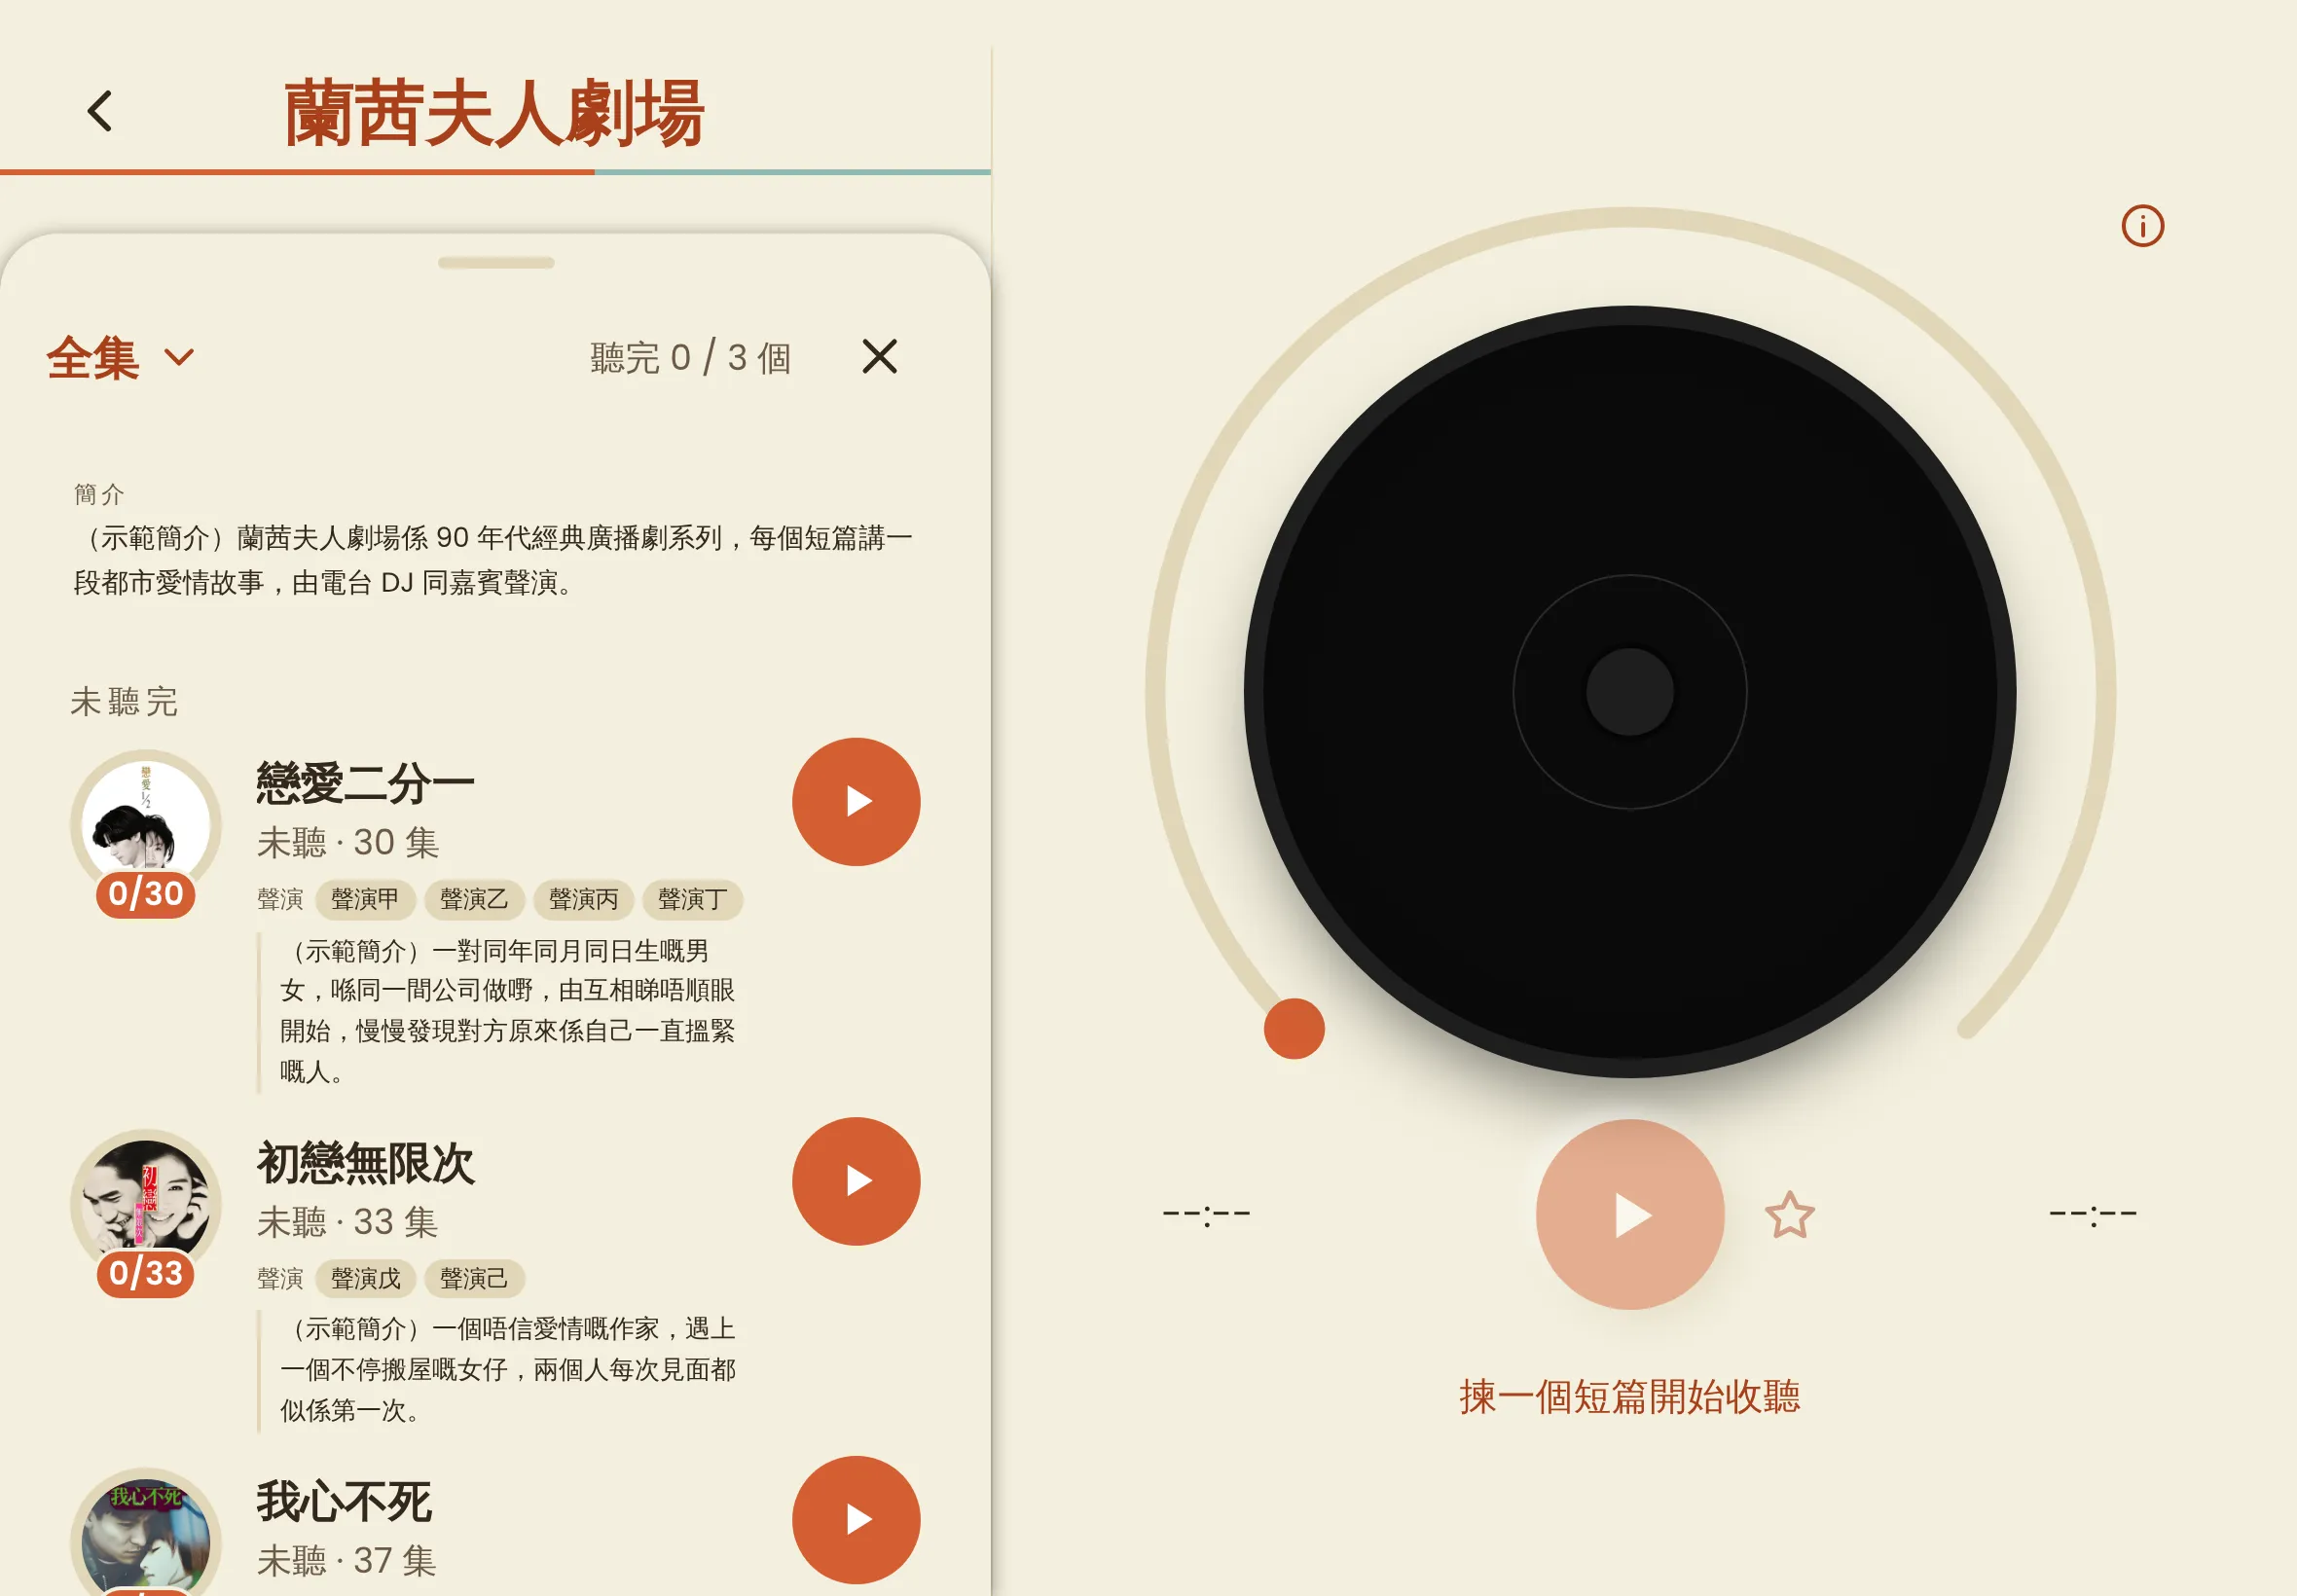 蘭茜夫人劇場
全集
聽完 0 / 3 個
簡介
（示範簡介）蘭茜夫人劇場係 90 年代經典廣播劇系列，每個短篇講一
段都市愛情故事，由電台 DJ 同嘉賓聲演。
未聽完
戀愛 1/2
0/30
戀愛二分一
未聽 · 30 集
聲演 聲演甲 聲演乙 聲演丙 聲演丁
（示範簡介）一對同年同月同日生嘅男
女，喺同一間公司做嘢，由互相睇唔順眼
開始，慢慢發現對方原來係自己一直搵緊
嘅人。
初戀
0/33
初戀無限次
未聽 · 33 集
聲演 聲演戊 聲演己
（示範簡介）一個唔信愛情嘅作家，遇上
一個不停搬屋嘅女仔，兩個人每次見面都
似係第一次。
我心不死
我心不死
未聽 · 37 集
--:--
--:--
揀一個短篇開始收聽